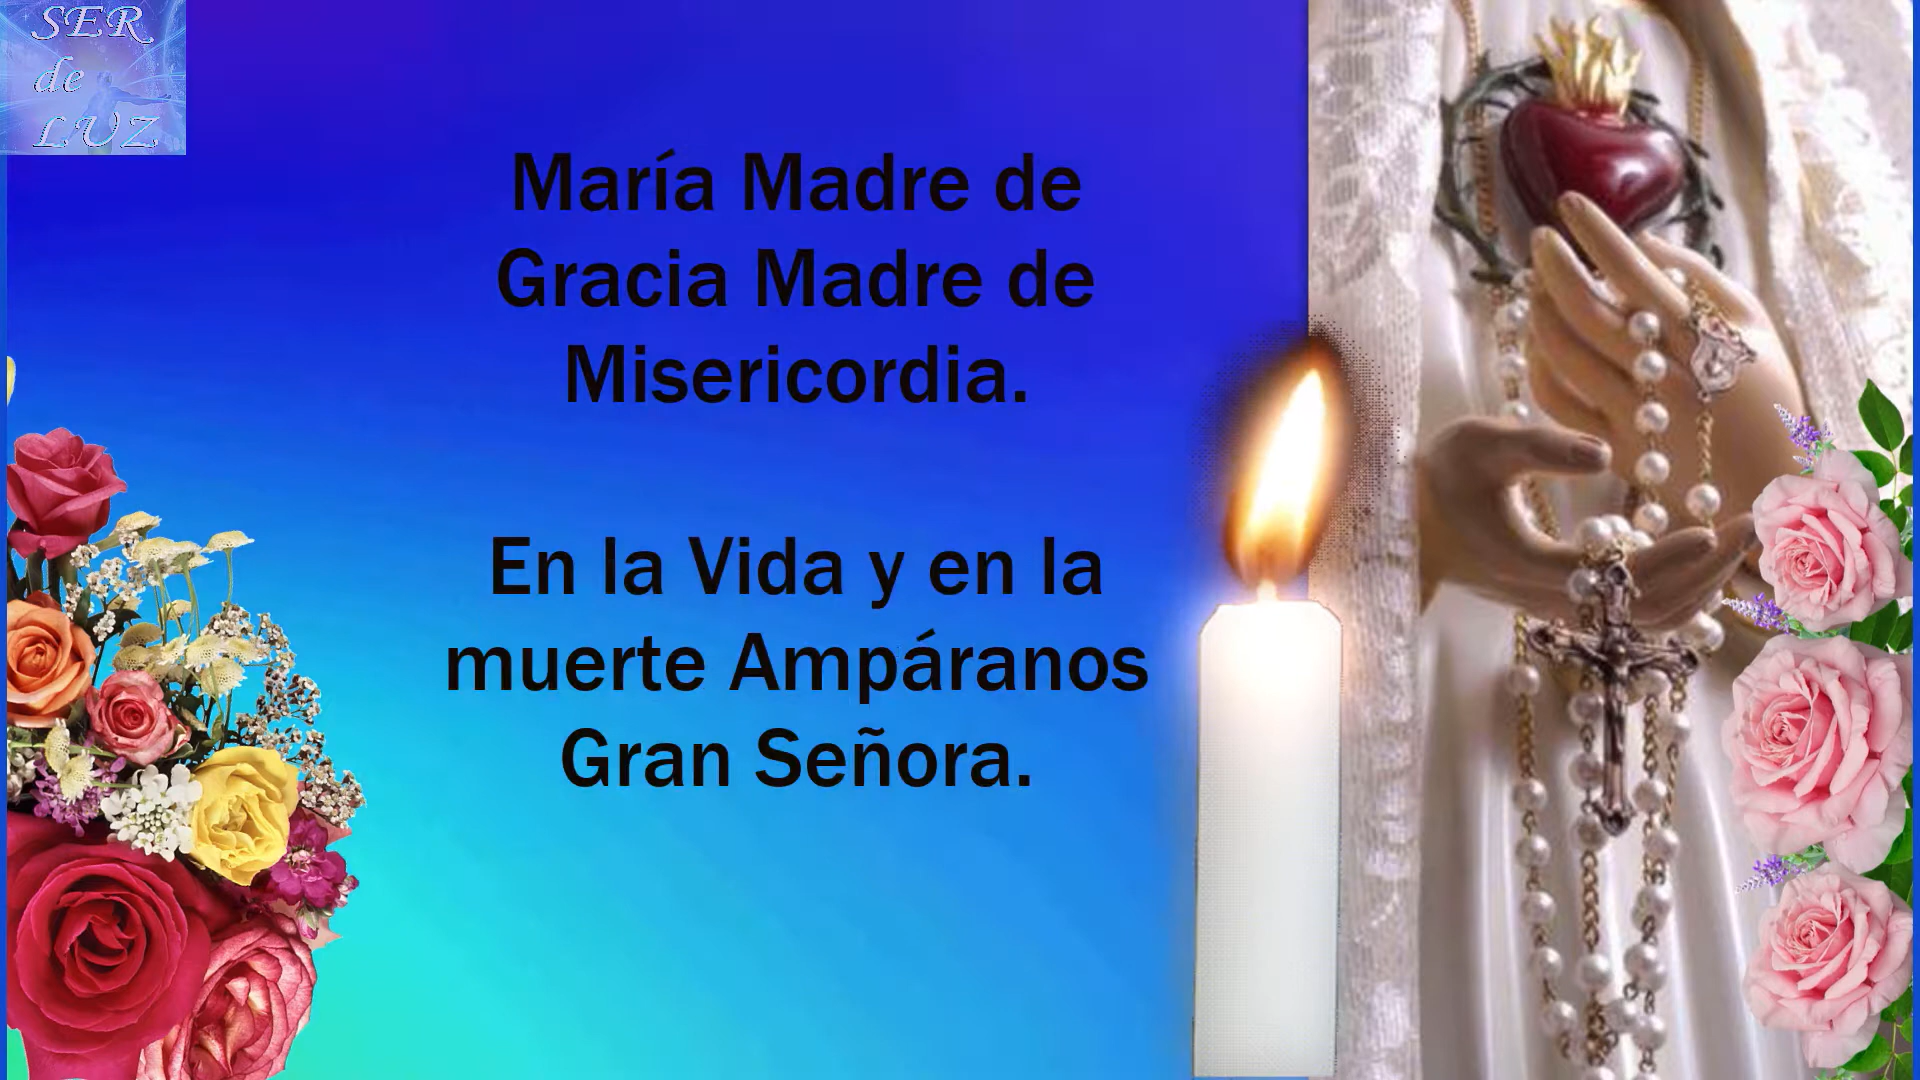 SER
de
LUZ
María Madre de
Gracia Madre de
Misericordia.
En la Vida y en la
muerte Ampáranos
Gran Señora.